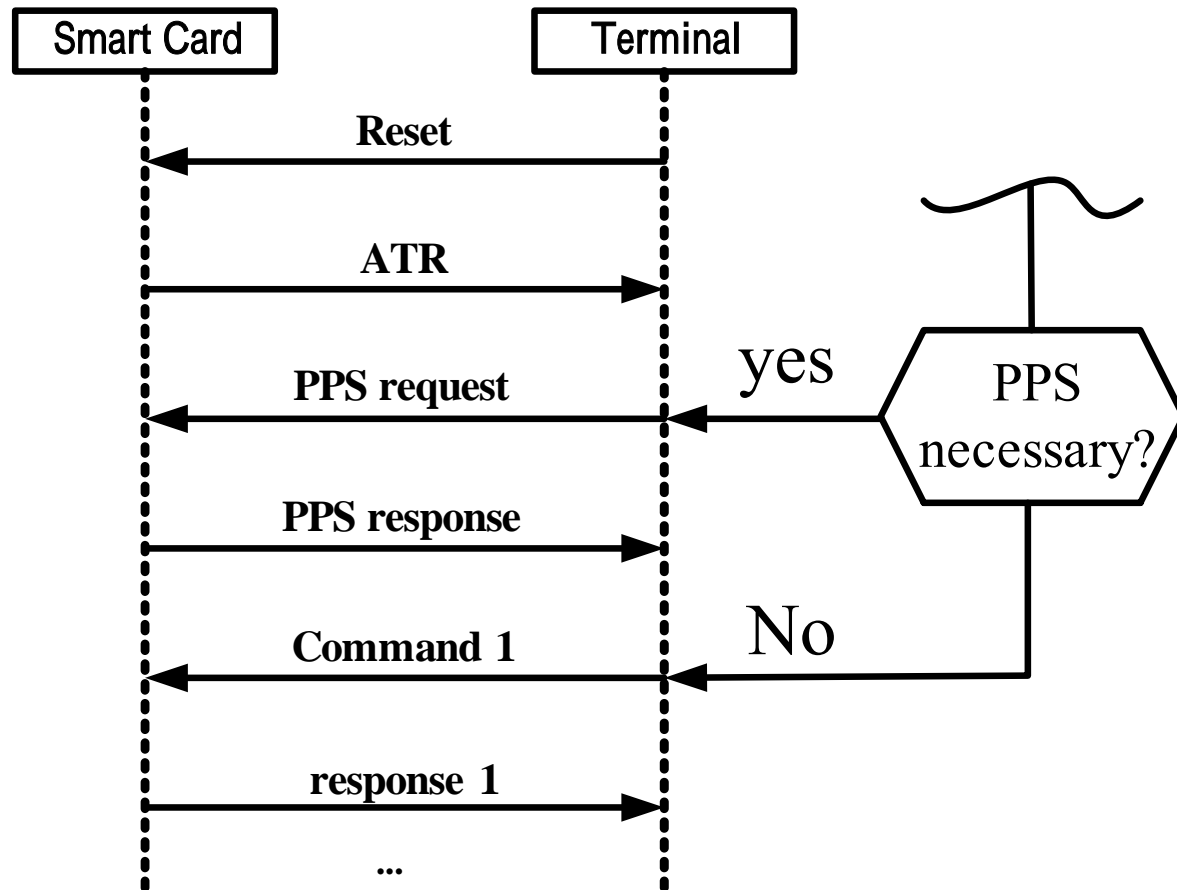 Smart Card
Terminal
Reset
ATR
yes
PPS request
PPS
necessary?
PPS response
No
Command 1
response 1
...